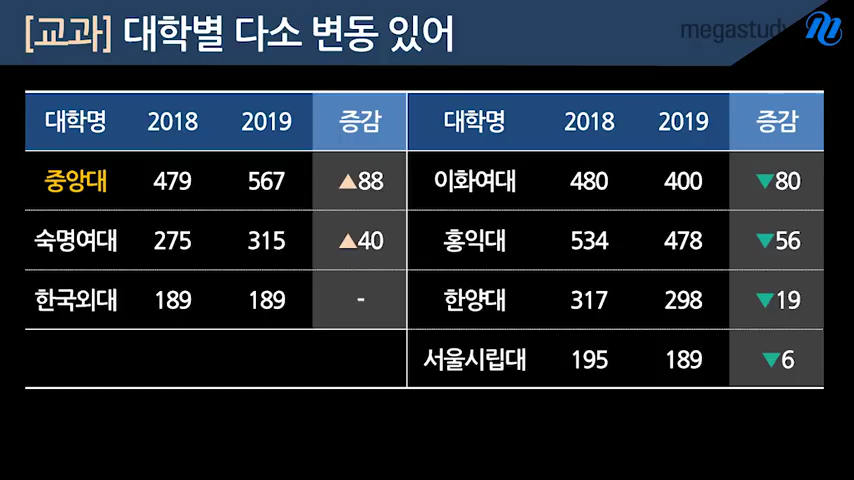 [교과] 대학별 다소 변동 있어
megastudy
대학명 2018 2019 증감 대학명 2018 2019 증감
중앙대 479 567 ▲88 이화여대 480 400 ▼80
숙명여대 275 315 ▲40 홍익대 534 478 ▼56
한국외대 189 189 - 한양대 317 298 ▼19
서울시립대 195 189 ▼6